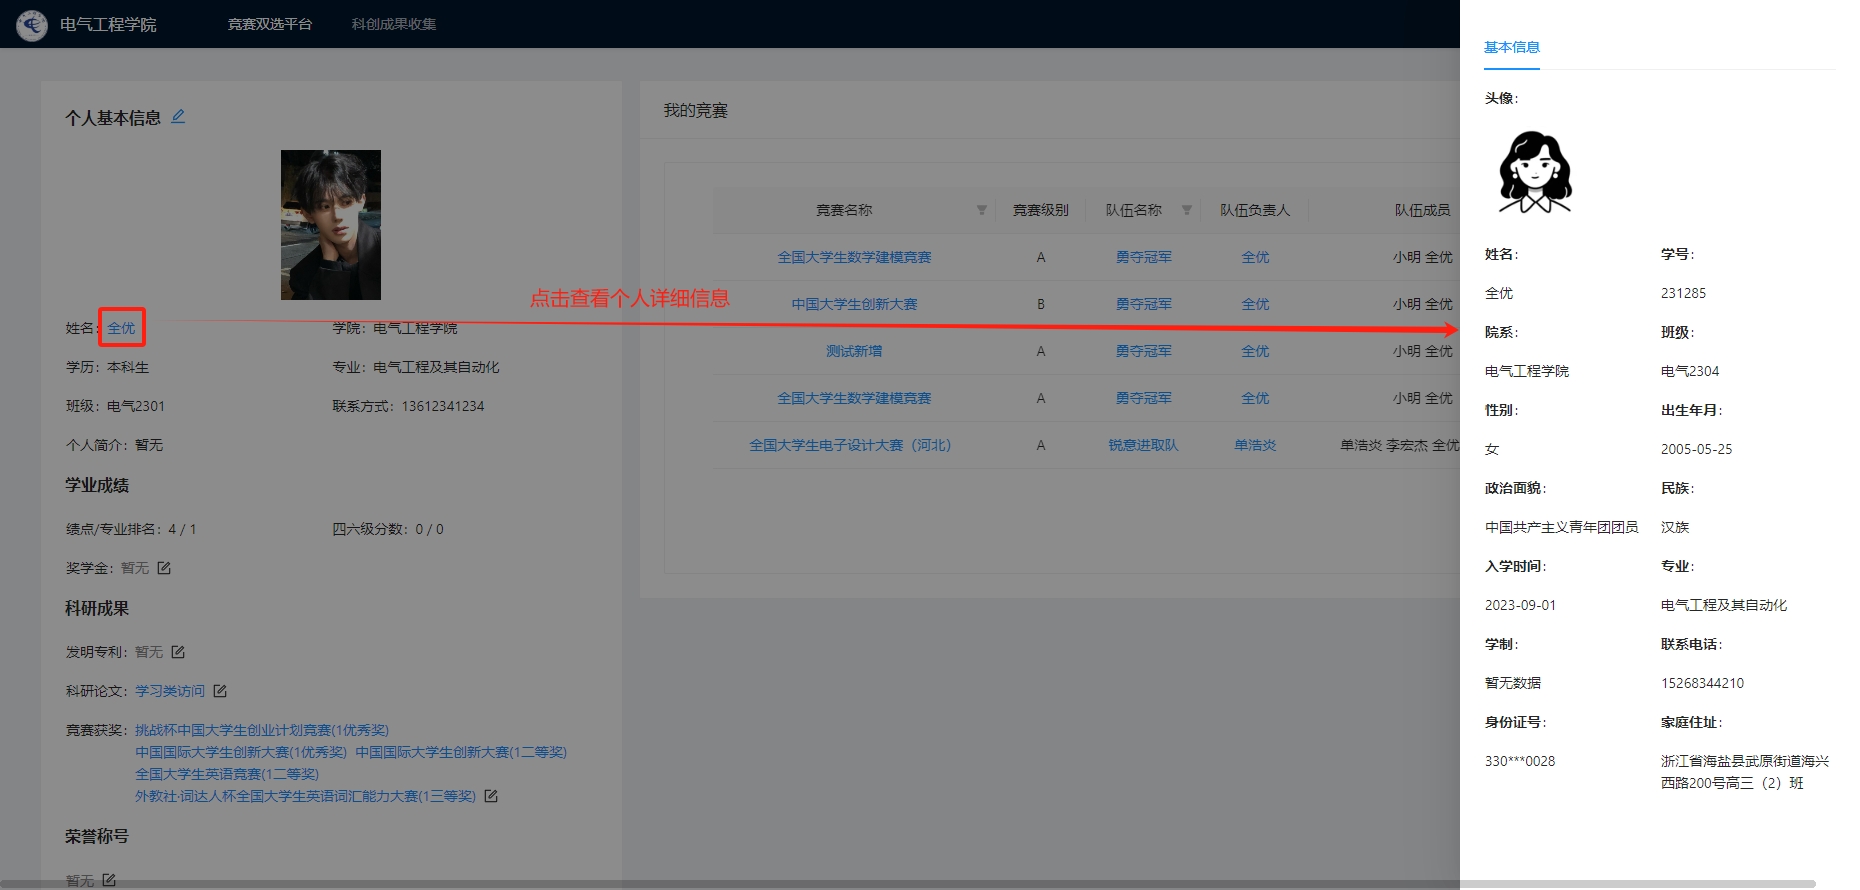 电气工程学院 竞赛双选平台 科创成果收集
个人基本信息
姓名：全优 学院：电气工程学院
学历：本科生 专业：电气工程及其自动化
班级：电气2301 联系方式：13612341234
个人简介：暂无
学业成绩
绩点/专业排名：4 / 1 四六级分数：0 / 0
奖学金：暂无
科研成果
发明专利：暂无
科研论文：学习类访问
竞赛获奖：挑战杯中国大学生创业计划竞赛(1优秀奖)
中国国际大学生创新大赛(1优秀奖) 中国国际大学生创新大赛(1二等奖)
全国大学生英语竞赛(1二等奖)
外教社·词达人杯全国大学生英语词汇能力大赛(1三等奖)
荣誉称号
暂无
我的竞赛
竞赛名称 竞赛级别 队伍名称 队伍负责人 队伍成员
全国大学生数学建模竞赛 A 勇夺冠军 全优 小明 全优
中国大学生创新大赛 B 勇夺冠军 全优 小明 全优
测试新增 A 勇夺冠军 全优 小明 全优
全国大学生数学建模竞赛 A 勇夺冠军 全优 小明 全优
全国大学生电子设计大赛（河北） A 锐意进取队 单浩炎 单浩炎 李宏杰 全优
点击查看个人详细信息
基本信息
头像：
姓名： 学号：
全优 231285
院系： 班级：
电气工程学院 电气2304
性别： 出生年月：
女 2005-05-25
政治面貌： 民族：
中国共产主义青年团团员 汉族
入学时间： 专业：
2023-09-01 电气工程及其自动化
学制： 联系电话：
暂无数据 15268344210
身份证号： 家庭住址：
330***0028 浙江省海盐县武原街道海兴
西路200号高三（2）班